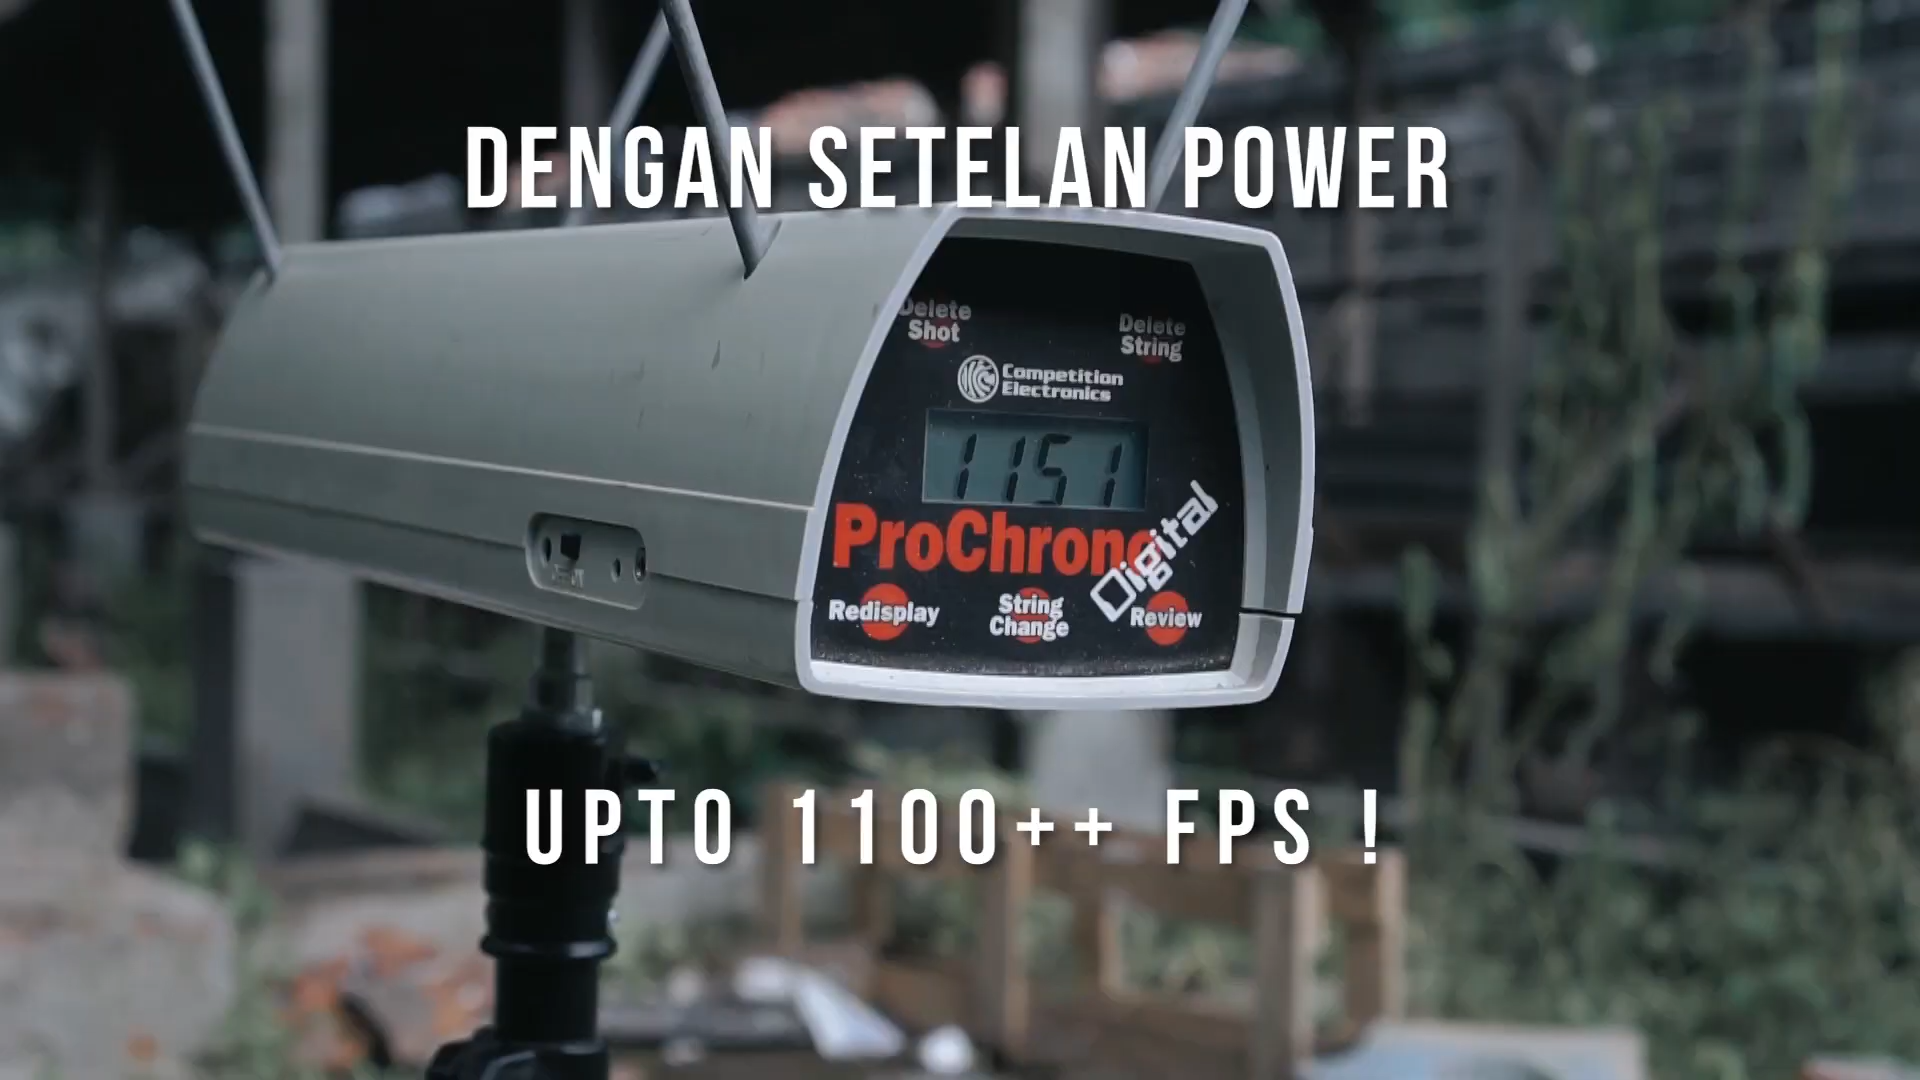 DENGAN SETELAN POWER
Delete
Shot
Delete
String
Competition
Electronics
1151
ProChrono
Digital
Redisplay
String
Change
Review
UPTO 1100++ FPS !